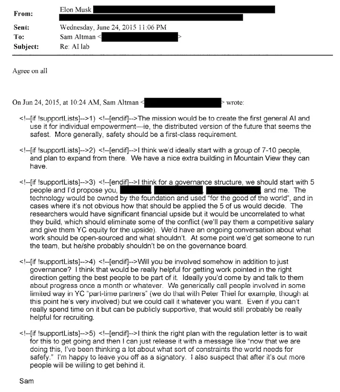 From: Elon Musk
Sent: Wednesday, June 24, 2015 11:06 PM
To: Sam Altman < >
Subject: Re: AI lab
Agree on all
On Jun 24, 2015, at 10:24 AM, Sam Altman < > wrote:
<!--[if !supportLists]-->1) <!--[endif]-->The mission would be to create the first general AI and
use it for individual empowerment—ie, the distributed version of the future that seems the
safest. More generally, safety should be a first-class requirement.
<!--[if !supportLists]-->2) <!--[endif]-->I think we'd ideally start with a group of 7-10 people,
and plan to expand from there. We have a nice extra building in Mountain View they can
have.
<!--[if !supportLists]-->3) <!--[endif]-->I think for a governance structure, we should start with 5
people and I'd propose you, , , , and me. The
technology would be owned by the foundation and used "for the good of the world", and in
cases where it's not obvious how that should be applied the 5 of us would decide. The
researchers would have significant financial upside but it would be uncorrelated to what
they build, which should eliminate some of the conflict (we'll pay them a competitive salary
and give them YC equity for the upside). We'd have an ongoing conversation about what
work should be open-sourced and what shouldn't. At some point we'd get someone to run
the team, but he/she probably shouldn't be on the governance board.
<!--[if !supportLists]-->4) <!--[endif]-->Will you be involved somehow in addition to just
governance? I think that would be really helpful for getting work pointed in the right
direction getting the best people to be part of it. Ideally you'd come by and talk to them
about progress once a month or whatever. We generically call people involved in some
limited way in YC "part-time partners" (we do that with Peter Thiel for example, though at
this point he's very involved) but we could call it whatever you want. Even if you can't
really spend time on it but can be publicly supportive, that would still probably be really
helpful for recruiting.
<!--[if !supportLists]-->5) <!--[endif]-->I think the right plan with the regulation letter is to wait
for this to get going and then I can just release it with a message like "now that we are
doing this, I've been thinking a lot about what sort of constraints the world needs for
safety." I'm happy to leave you off as a signatory. I also suspect that after it's out more
people will be willing to get behind it.
Sam